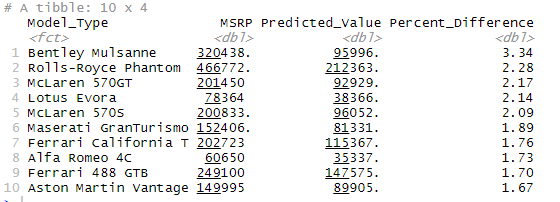 # A tibble: 10 x 4
Model_Type MSRP Predicted_Value Percent_Difference
<fct> <dbl> <dbl> <dbl>
1 Bentley Mulsanne 320438. 95996. 3.34
2 Rolls-Royce Phantom 466772. 212363. 2.28
3 McLaren 570GT 201450 92929. 2.17
4 Lotus Evora 78364 38366. 2.14
5 McLaren 570S 200833. 96052. 2.09
6 Maserati GranTurismo 152406. 81331. 1.89
7 Ferrari California T 202723 115367. 1.76
8 Alfa Romeo 4C 60650 35337. 1.73
9 Ferrari 488 GTB 249100 147575. 1.70
10 Aston Martin Vantage 149995 89905. 1.67